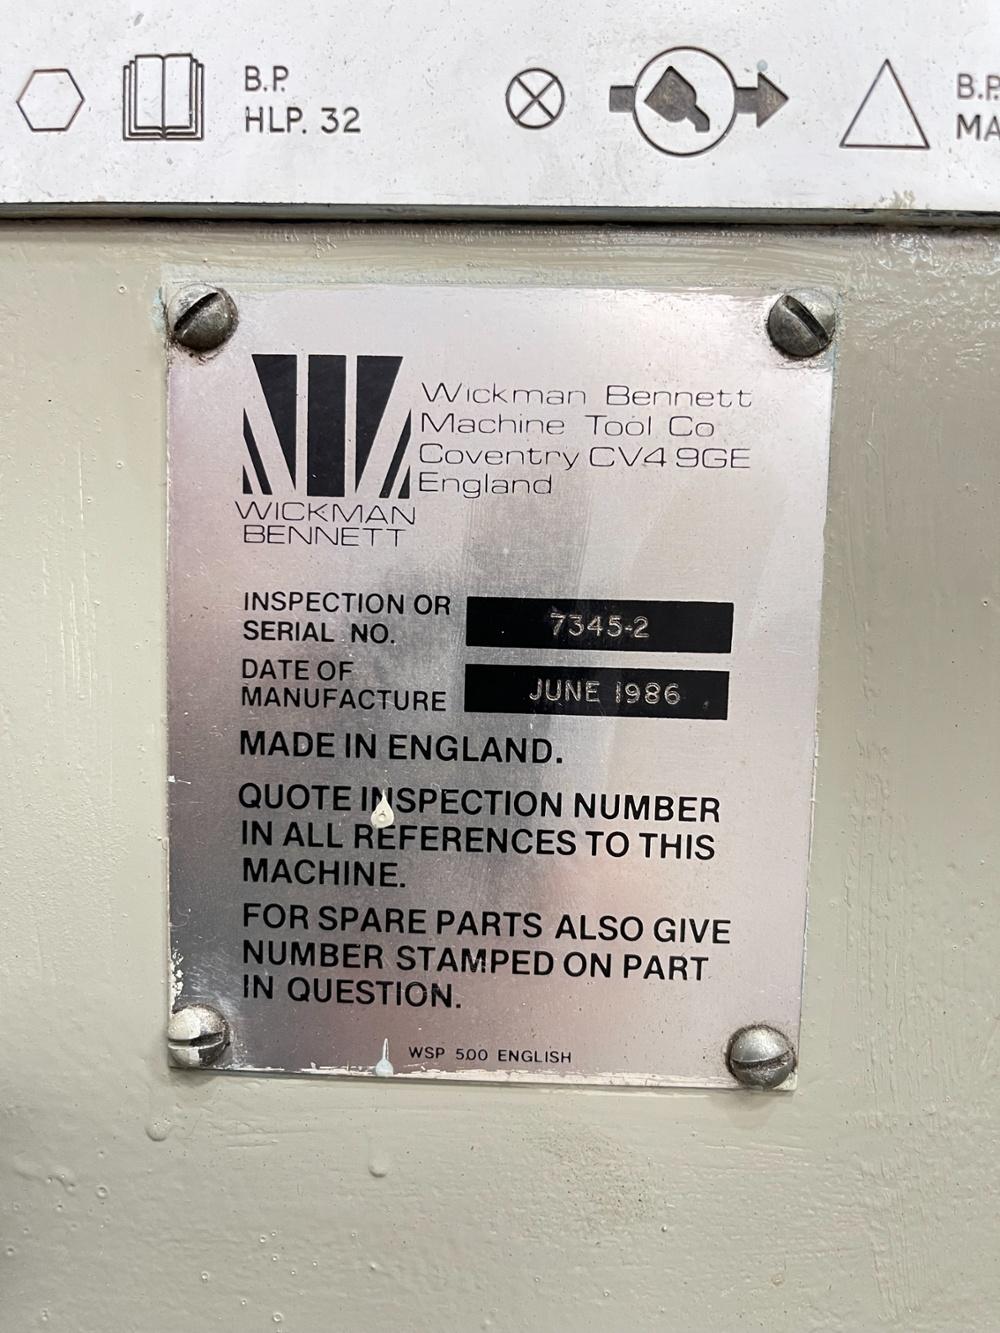 B.P.
HLP. 32
B.P.
MA
Wickman Bennett
Machine Tool Co
Coventry CV4 9GE
England
WICKMAN
BENNETT
INSPECTION OR
SERIAL NO.
7345-2
DATE OF
MANUFACTURE
JUNE 1986
MADE IN ENGLAND.
QUOTE INSPECTION NUMBER
IN ALL REFERENCES TO THIS
MACHINE.
FOR SPARE PARTS ALSO GIVE
NUMBER STAMPED ON PART
IN QUESTION.
WSP 500 ENGLISH